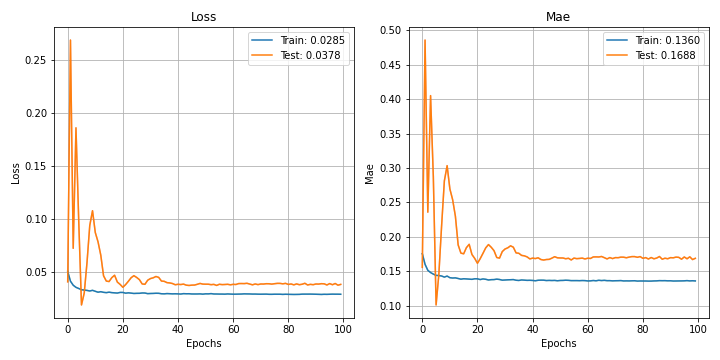 Loss
Train: 0.0285
Test: 0.0378
0.25
0.20
0.15
0.10
0.05
Loss
0 20 40 60 80 100
Epochs
Mae
Train: 0.1360
Test: 0.1688
0.50
0.45
0.40
0.35
0.30
0.25
0.20
0.15
0.10
Mae
0 20 40 60 80 100
Epochs